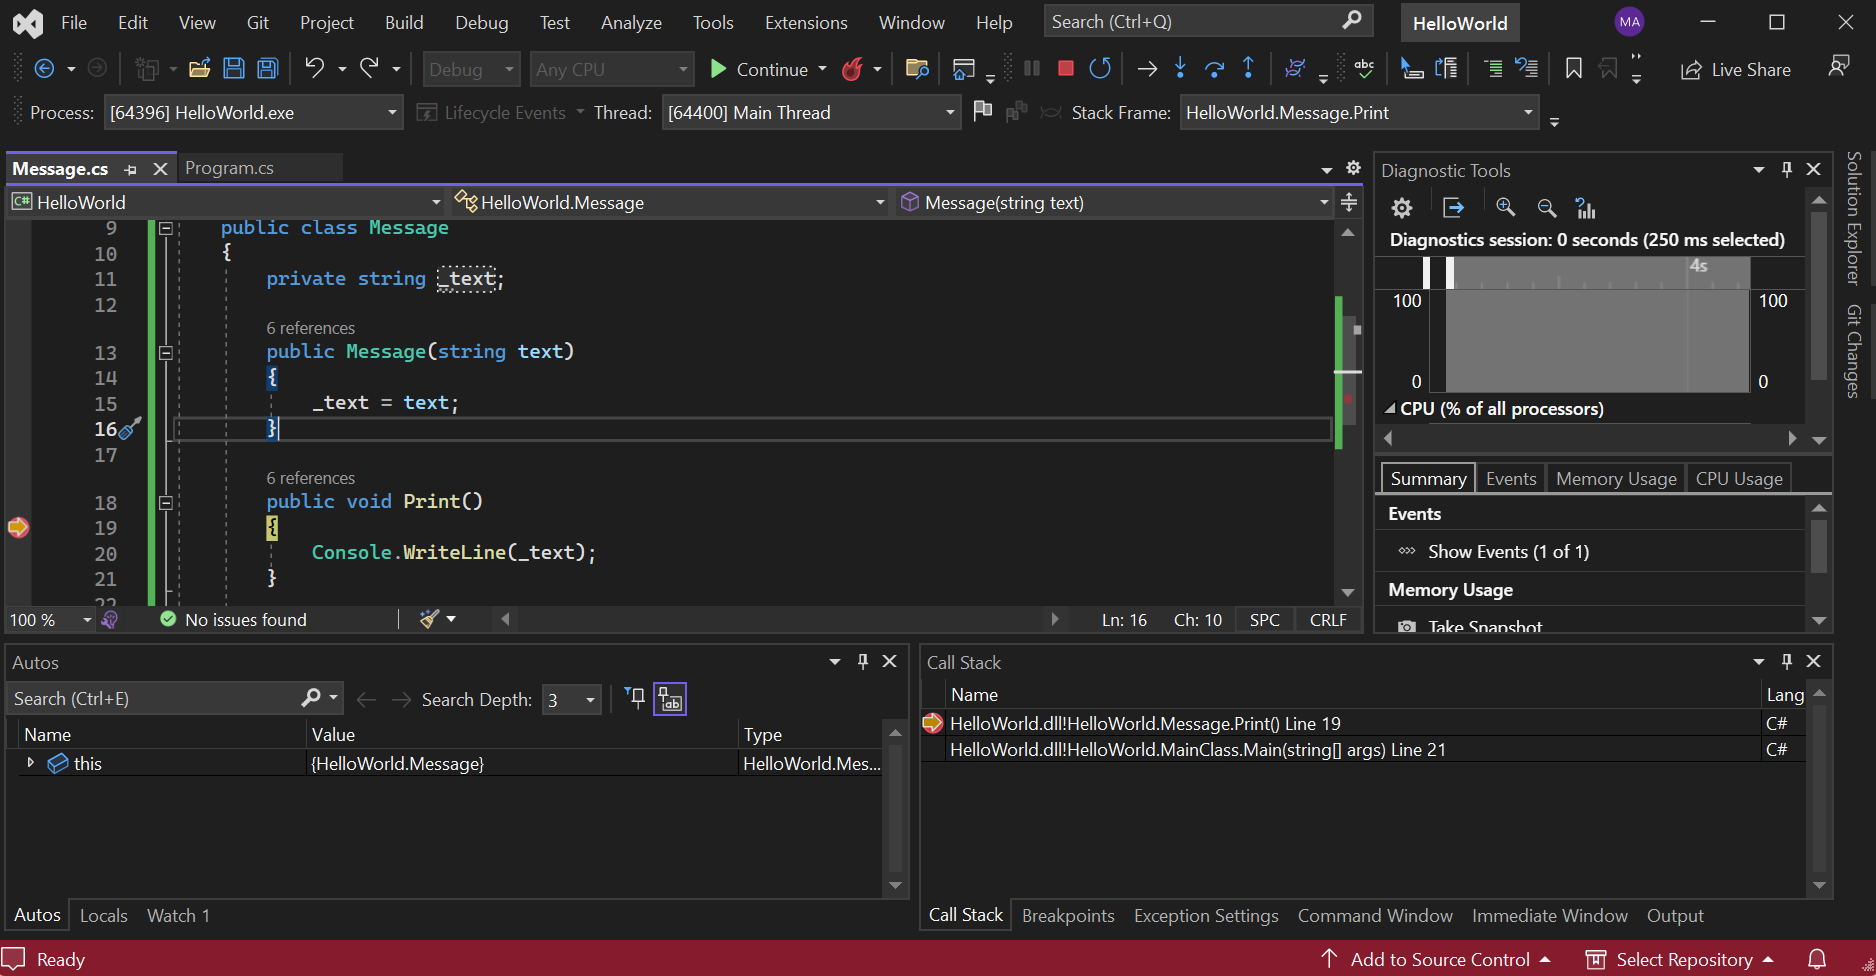 File Edit View Git Project Build Debug Test Analyze Tools Extensions Window Help Search (Ctrl+Q) HelloWorld MA
Debug Any CPU Continue abc Live Share
Process: [64396] HelloWorld.exe Lifecycle Events Thread: [64400] Main Thread Stack Frame: HelloWorld.Message.Print
Message.cs Program.cs
C# HelloWorld HelloWorld.Message Message(string text)
9 public class Message
10 {
11 private string _text;
12
6 references
13 public Message(string text)
14 {
15 _text = text;
16 }
17
6 references
18 public void Print()
19 {
20 Console.WriteLine(_text);
21 }
22
100 % No issues found Ln: 16 Ch: 10 SPC CRLF
Diagnostic Tools
Diagnostics session: 0 seconds (250 ms selected)
4s
100 100
0 0
CPU (% of all processors)
Summary Events Memory Usage CPU Usage
Events
Show Events (1 of 1)
Memory Usage
Take Snapshot
Solution Explorer
Git Changes
Autos
Search (Ctrl+E) Search Depth: 3 ab
Name Value Type
this {HelloWorld.Message} HelloWorld.Mes...
Autos Locals Watch 1
Call Stack
Name Lang
HelloWorld.dll!HelloWorld.Message.Print() Line 19 C#
HelloWorld.dll!HelloWorld.MainClass.Main(string[] args) Line 21 C#
Call Stack Breakpoints Exception Settings Command Window Immediate Window Output
Ready Add to Source Control Select Repository